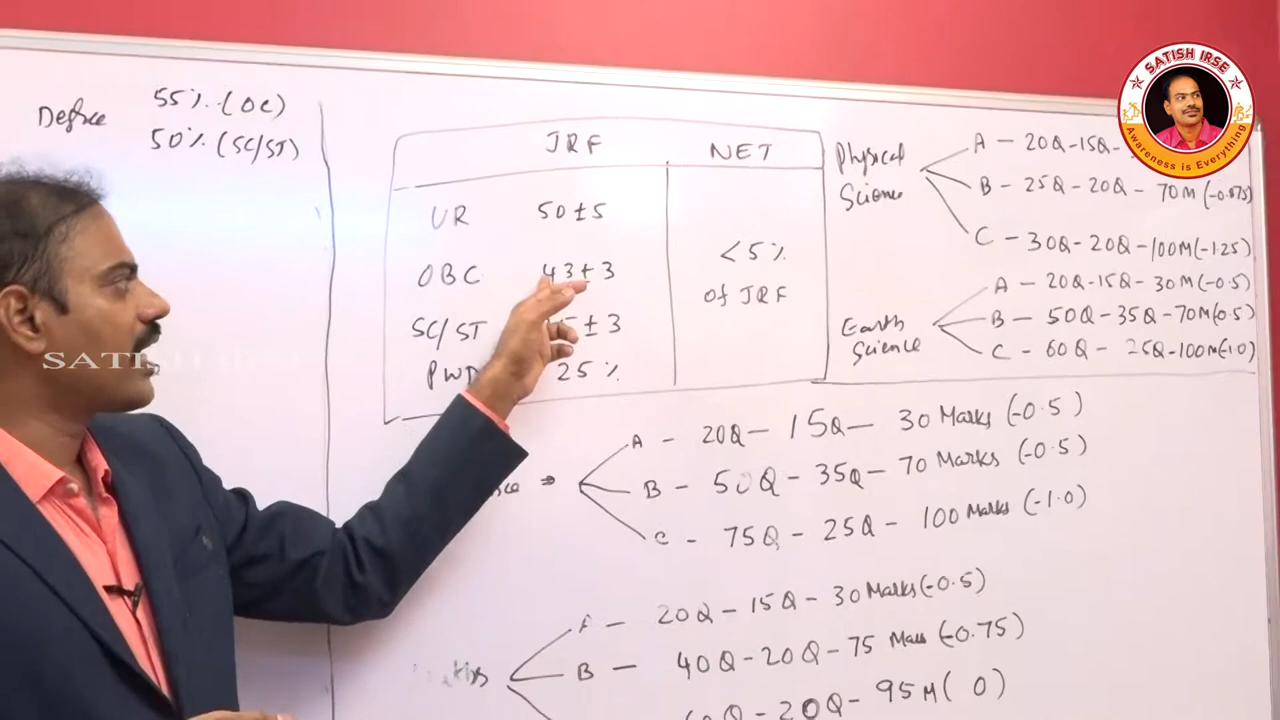 SATISH IRSE
Awareness is Everything
Degree 55%. (OC)
50% (SC/ST)
JRF NET
UR 50±5
OBC 43±3
SC/ST ±3
PWD 25%
<5%
of JRF
Physical Science
A - 20Q-15Q-
B - 25Q-20Q- 70M(-0.875)
C - 30Q-20Q-100M(-1.25)
Earth Science
A - 20Q-15Q-30M(-0.5)
B - 50Q-35Q-70M(0.5)
C - 60Q- 25Q-100M(-1.0)
A - 20Q- 15Q- 30 Marks (-0.5)
B - 50Q- 35Q- 70 Marks (-0.5)
C - 75Q- 25Q- 100 Marks (-1.0)
A - 20Q-15Q-30 Marks(-0.5)
B - 40Q-20Q-75 (-0.75)
60Q-20Q-95M( 0)
SATISH IRSE